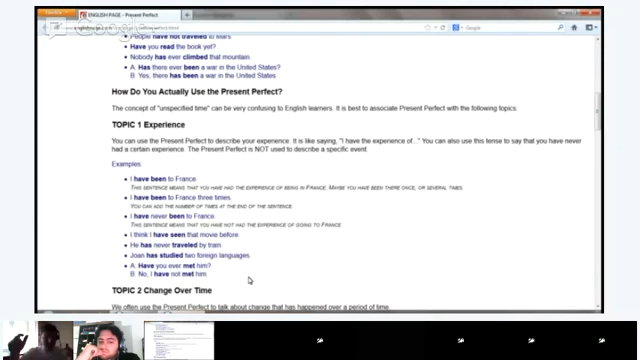 ENGLISH PAGE - Present Perfect
Google
People have not traveled to Mars.
Have you read the book yet?
Nobody has ever climbed that mountain.
A: Has there ever been a war in the United States?
B: Yes, there has been a war in the United States
How Do You Actually Use the Present Perfect?
The concept of "unspecified time" can be very confusing to English learners. It is best to associate Present Perfect with the following topics:
TOPIC 1 Experience
You can use the Present Perfect to describe your experience. It is like saying, "I have the experience of..." You can also use this tense to say that you have never
had a certain experience. The Present Perfect is NOT used to describe a specific event.
Examples:
I have been to France.
THIS SENTENCE MEANS THAT YOU HAVE HAD THE EXPERIENCE OF BEING IN FRANCE. MAYBE YOU HAVE BEEN THERE ONCE, OR SEVERAL TIMES.
I have been to France three times.
YOU CAN ADD THE NUMBER OF TIMES AT THE END OF THE SENTENCE.
I have never been to France.
THIS SENTENCE MEANS THAT YOU HAVE NOT HAD THE EXPERIENCE OF GOING TO FRANCE.
I think I have seen that movie before.
He has never traveled by train.
Joan has studied two foreign languages.
A: Have you ever met him?
B: No, I have not met him.
TOPIC 2 Change Over Time
We often use the Present Perfect to talk about change that has happened over a period of time.